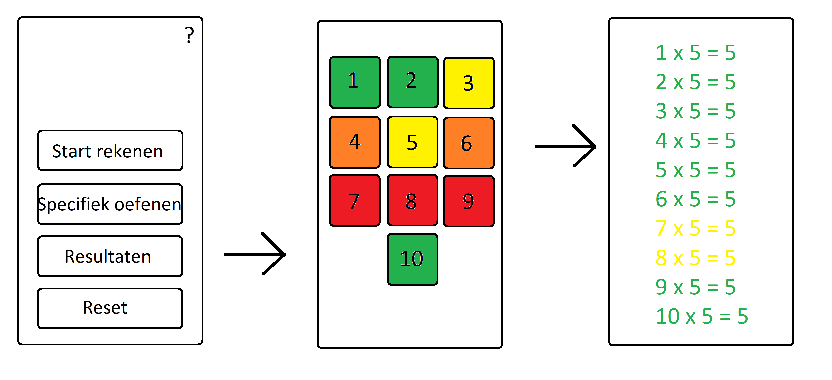 ?
Start rekenen
Specifiek oefenen
Resultaten
Reset
1 2 3
4 5 6
7 8 9
10
1 x 5 = 5
2 x 5 = 5
3 x 5 = 5
4 x 5 = 5
5 x 5 = 5
6 x 5 = 5
7 x 5 = 5
8 x 5 = 5
9 x 5 = 5
10 x 5 = 5